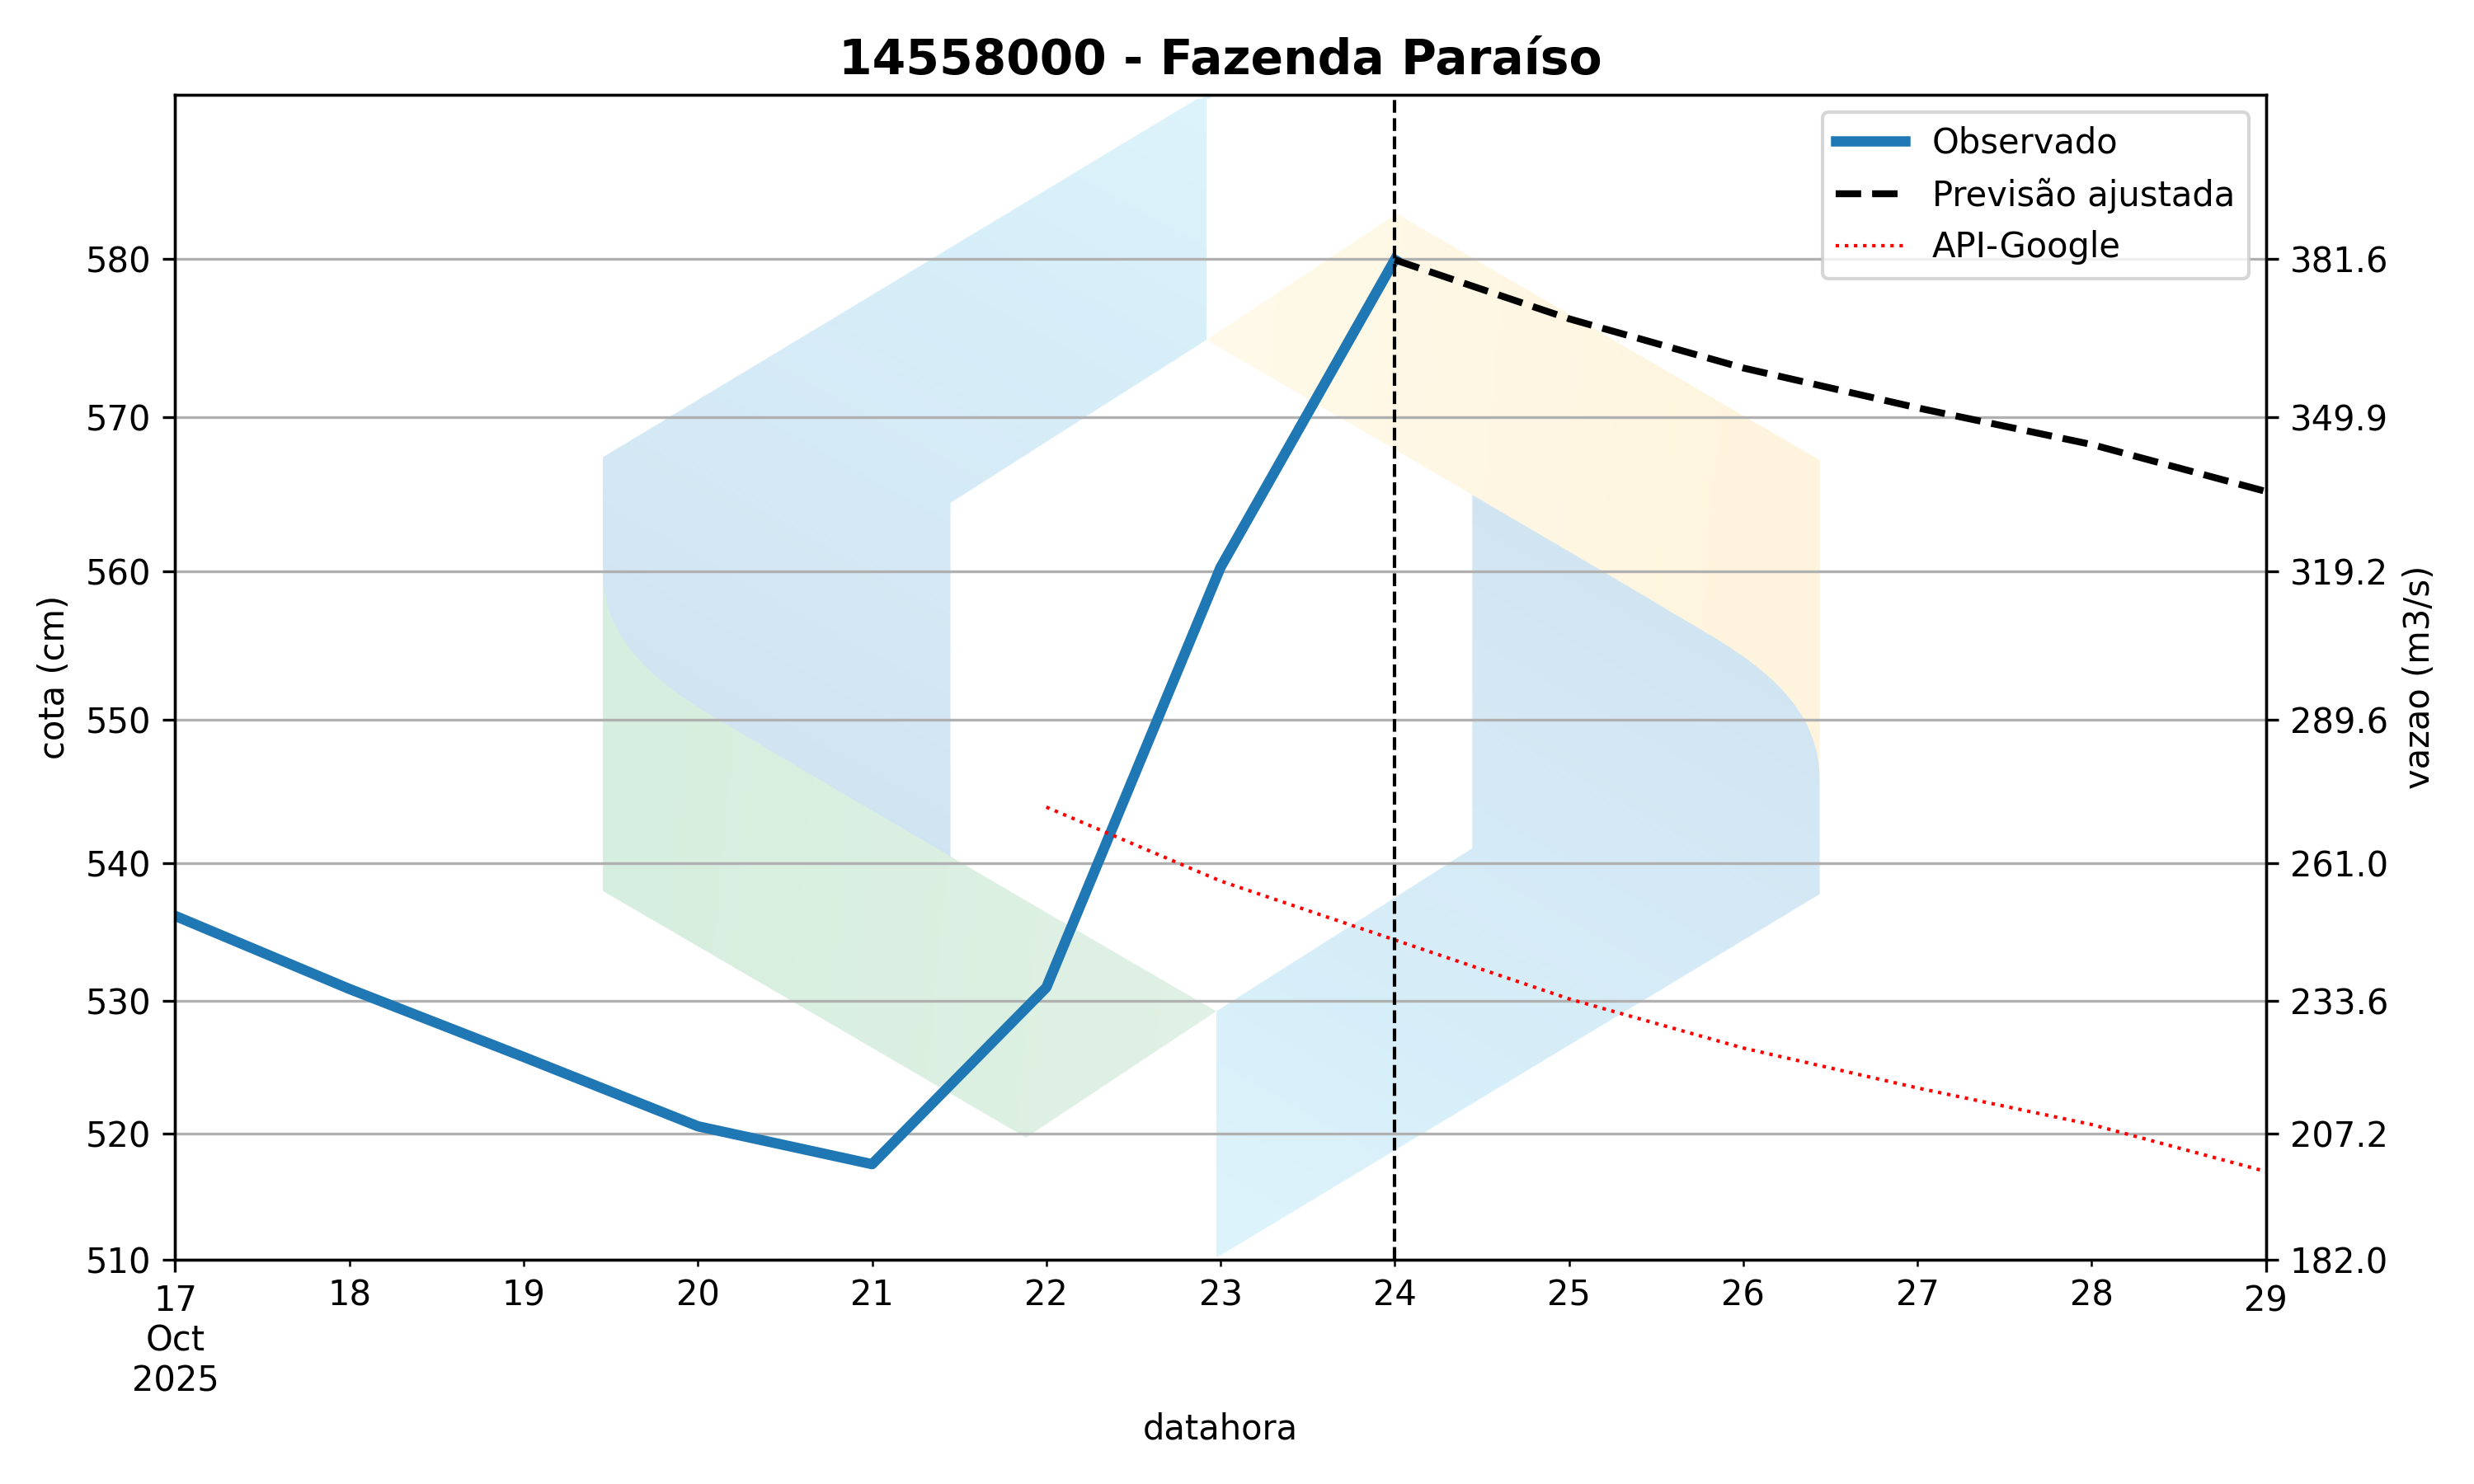 14558000 - Fazenda Paraíso
Observado
Previsão ajustada
API-Google
cota (cm)
580
570
560
550
540
530
520
510
381.6
349.9
319.2
289.6
261.0
233.6
207.2
182.0
vazao (m3/s)
17 18 19 20 21 22 23 24 25 26 27 28 29
Oct
2025
datahora